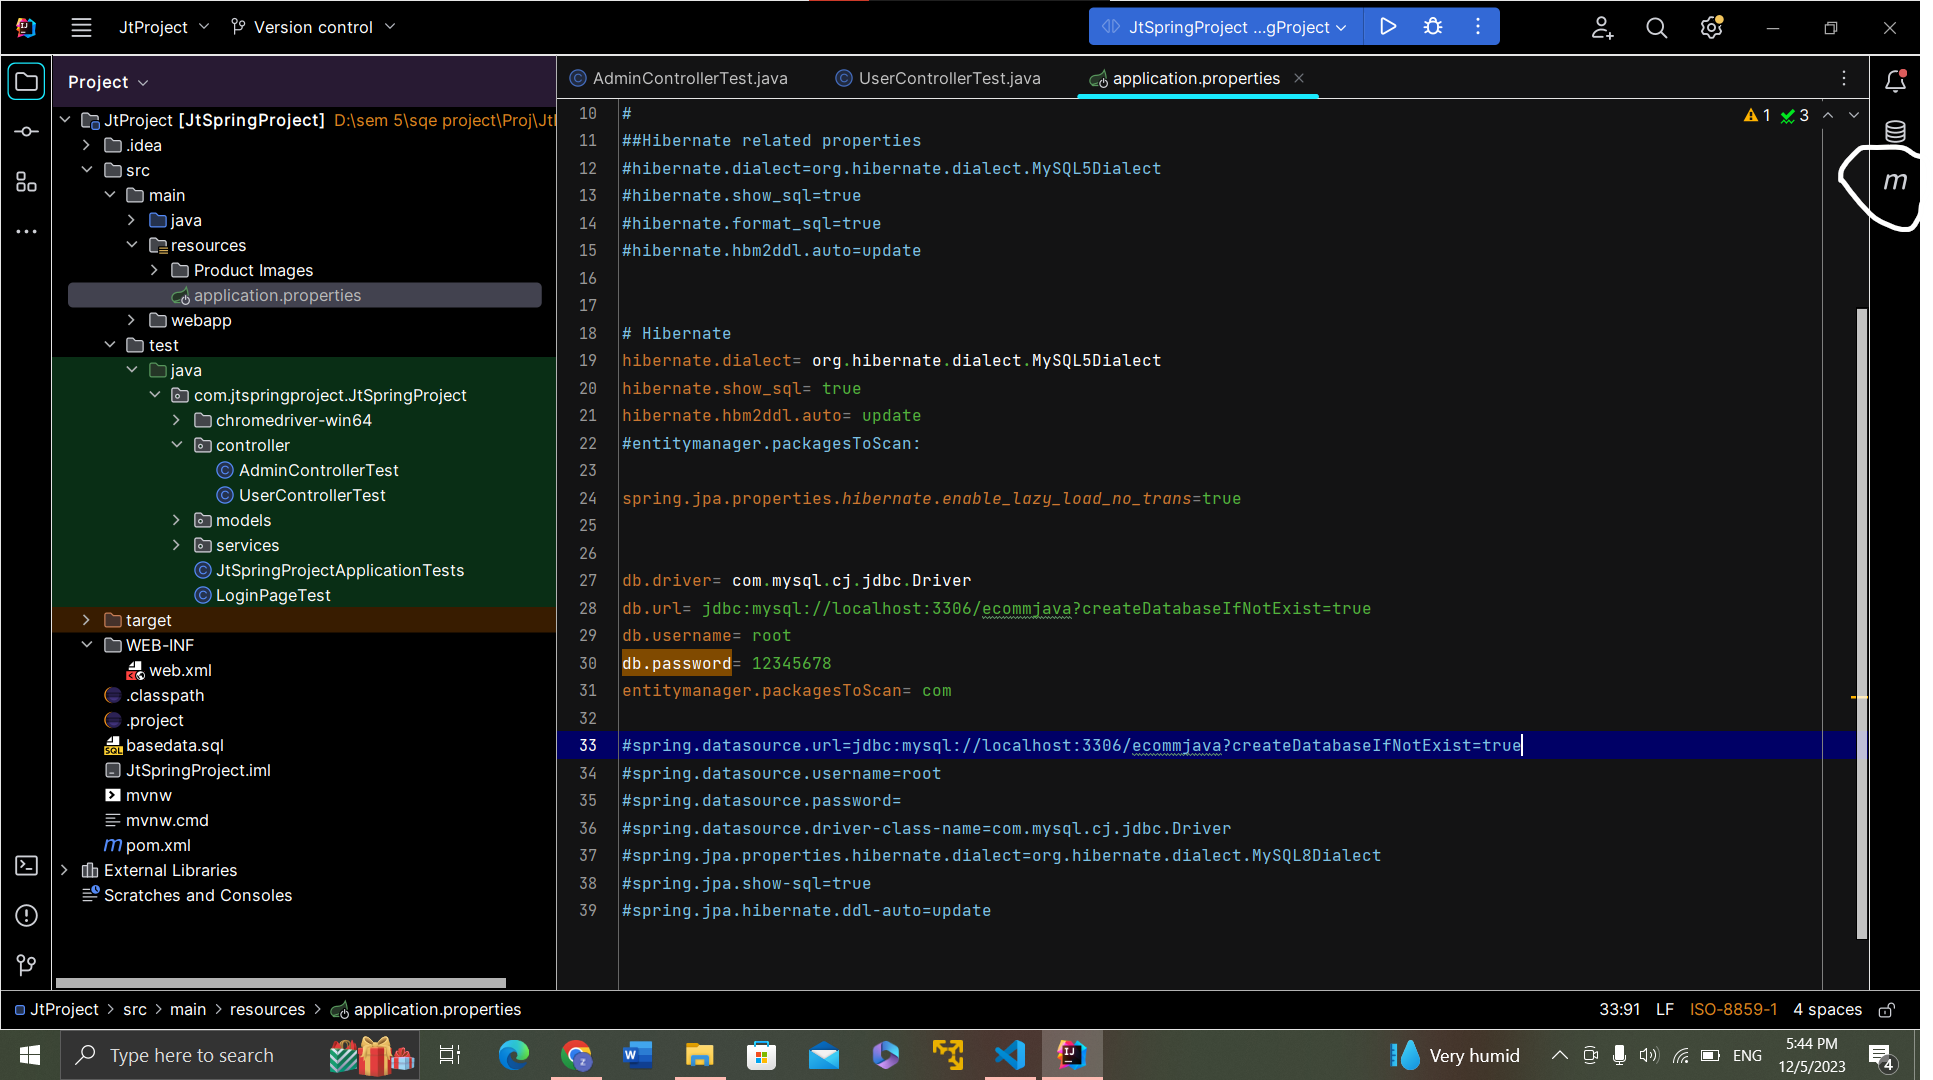 JtProject
Version control
JtSpringProject ...gProject
Project
AdminControllerTest.java
UserControllerTest.java
application.properties
JtProject [JtSpringProject] D:\sem 5\sqe project\Proj\Jt
.idea
src
main
java
resources
Product Images
application.properties
webapp
test
java
com.jtspringproject.JtSpringProject
chromedriver-win64
controller
AdminControllerTest
UserControllerTest
models
services
JtSpringProjectApplicationTests
LoginPageTest
target
WEB-INF
web.xml
.classpath
.project
basedata.sql
JtSpringProject.iml
mvnw
mvnw.cmd
pom.xml
External Libraries
Scratches and Consoles
1 3
m
10 #
11 ##Hibernate related properties
12 #hibernate.dialect=org.hibernate.dialect.MySQL5Dialect
13 #hibernate.show_sql=true
14 #hibernate.format_sql=true
15 #hibernate.hbm2ddl.auto=update
16
17
18 # Hibernate
19 hibernate.dialect= org.hibernate.dialect.MySQL5Dialect
20 hibernate.show_sql= true
21 hibernate.hbm2ddl.auto= update
22 #entitymanager.packagesToScan:
23
24 spring.jpa.properties.hibernate.enable_lazy_load_no_trans=true
25
26
27 db.driver= com.mysql.cj.jdbc.Driver
28 db.url= jdbc:mysql://localhost:3306/ecommjava?createDatabaseIfNotExist=true
29 db.username= root
30 db.password= 12345678
31 entitymanager.packagesToScan= com
32
33 #spring.datasource.url=jdbc:mysql://localhost:3306/ecommjava?createDatabaseIfNotExist=true
34 #spring.datasource.username=root
35 #spring.datasource.password=
36 #spring.datasource.driver-class-name=com.mysql.cj.jdbc.Driver
37 #spring.jpa.properties.hibernate.dialect=org.hibernate.dialect.MySQL8Dialect
38 #spring.jpa.show-sql=true
39 #spring.jpa.hibernate.ddl-auto=update
JtProject > src > main > resources > application.properties
33:91 LF ISO-8859-1 4 spaces
Type here to search
Very humid
ENG
5:44 PM
12/5/2023
4